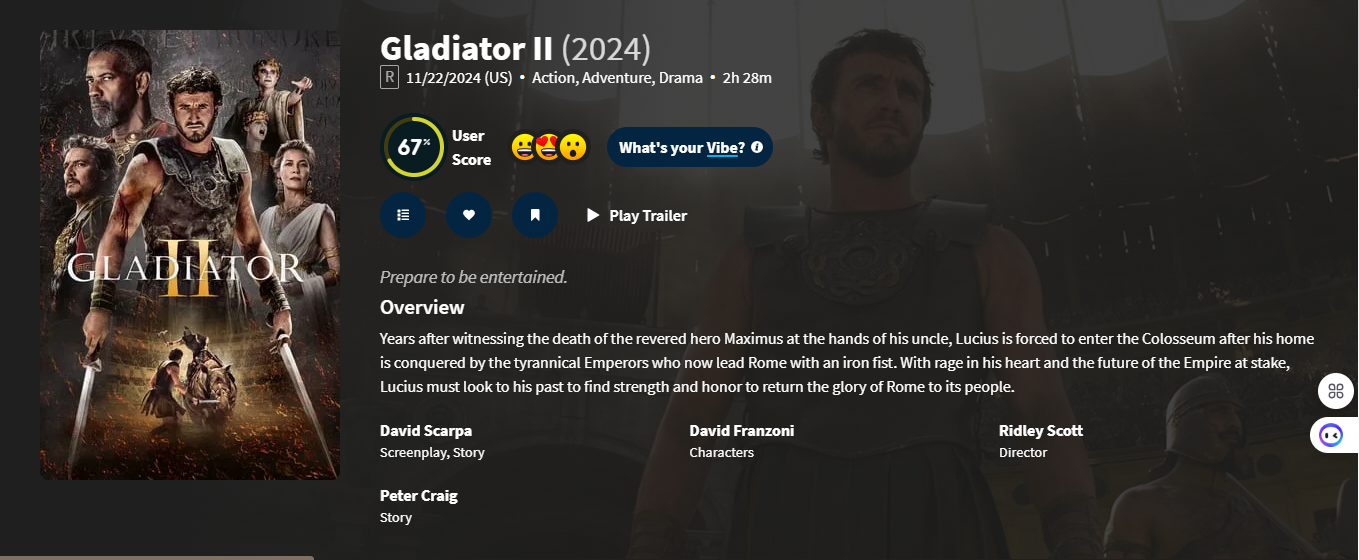 Gladiator II (2024)
R 11/22/2024 (US) • Action, Adventure, Drama • 2h 28m
67%
User
Score
What's your Vibe?
Play Trailer
Prepare to be entertained.
Overview
Years after witnessing the death of the revered hero Maximus at the hands of his uncle, Lucius is forced to enter the Colosseum after his home
is conquered by the tyrannical Emperors who now lead Rome with an iron fist. With rage in his heart and the future of the Empire at stake,
Lucius must look to his past to find strength and honor to return the glory of Rome to its people.
David Scarpa
Screenplay, Story
David Franzoni
Characters
Ridley Scott
Director
Peter Craig
Story
II
GLADIATOR